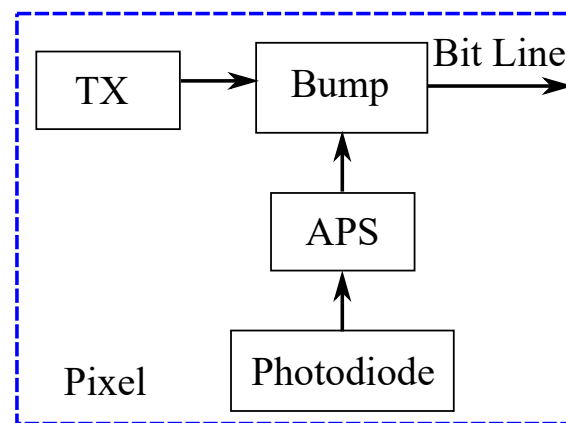 Bit Line
TX
Bump
APS
Photodiode
Pixel